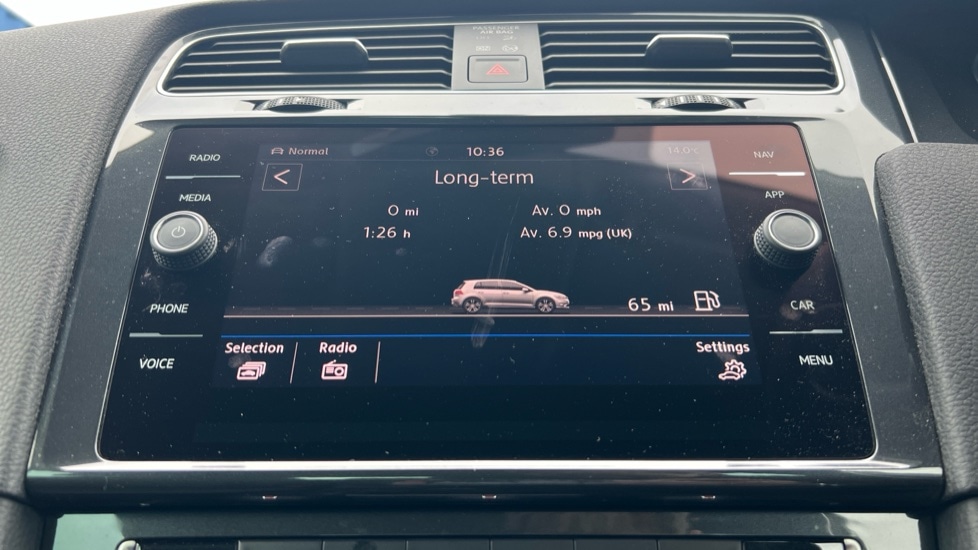 PASSENGER
AIR BAG
RADIO
MEDIA
PHONE
VOICE
Normal
10:36
14.0°C
Long-term
0 mi
Av. 0 mph
1:26 h
Av. 6.9 mpg (UK)
65 mi
Selection
Radio
Settings
NAV
APP
CAR
MENU